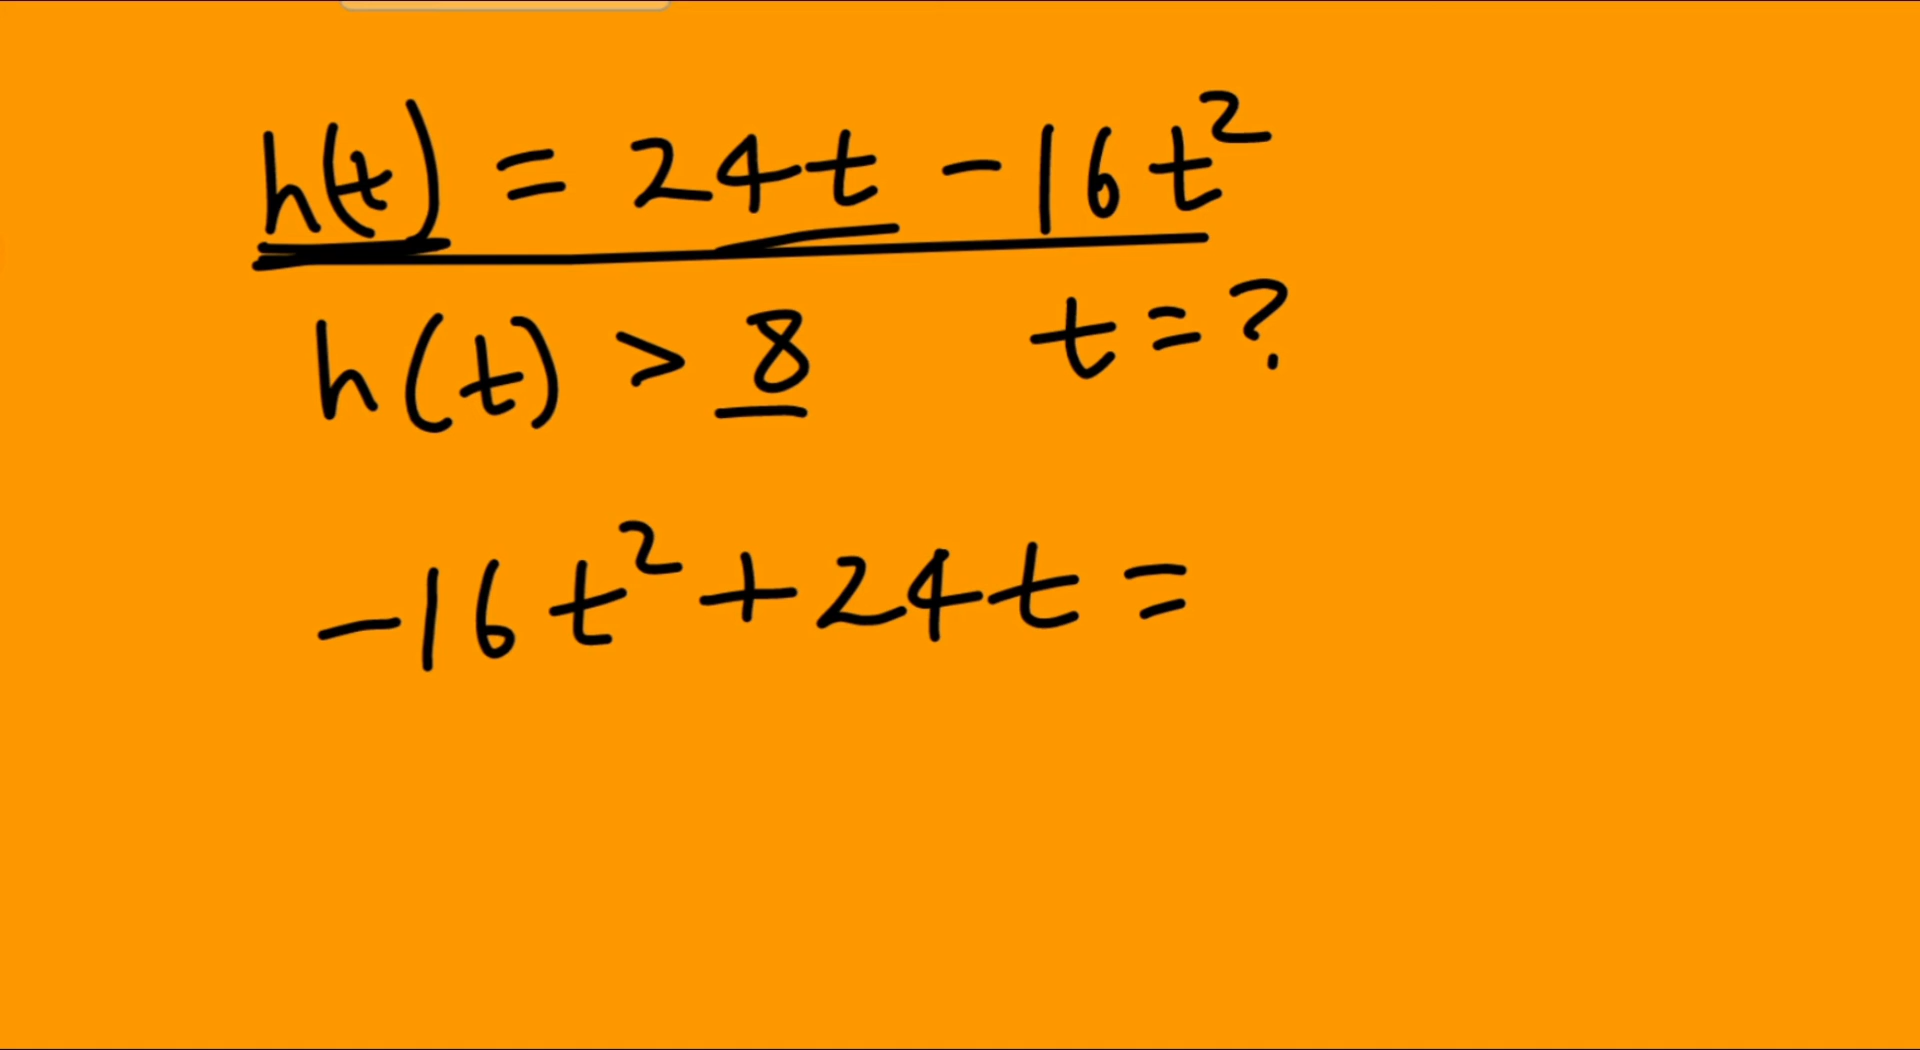 h(t) = 24t - 16t²
h(t) > 8 t = ?
-16t² + 24t =